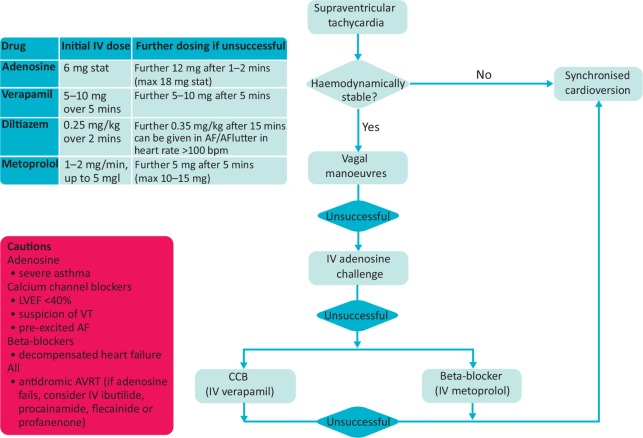 Drug Initial IV dose Further dosing if unsuccessful
Adenosine 6 mg stat Further 12 mg after 1–2 mins
(max 18 mg stat)
Verapamil 5–10 mg Further 5–10 mg after 5 mins
over 5 mins
Diltiazem 0.25 mg/kg Further 0.35 mg/kg after 15 mins
over 2 mins can be given in AF/AFlutter in
heart rate >100 bpm
Metoprolol 1–2 mg/min, Further 5 mg after 5 mins
up to 5 mgl (max 10–15 mg)
Cautions
Adenosine
• severe asthma
Calcium channel blockers
• LVEF <40%
• suspicion of VT
• pre-excited AF
Beta-blockers
• decompensated heart failure
All
• antidromic AVRT (if adenosine
fails, consider IV ibutilide,
procainamide, flecainide or
profanenone)
Supraventricular
tachycardia
Haemodynamically
stable?
No
Synchronised
cardioversion
Yes
Vagal
manoeuvres
Unsuccessful
IV adenosine
challenge
Unsuccessful
CCB
(IV verapamil)
Beta-blocker
(IV metoprolol)
Unsuccessful